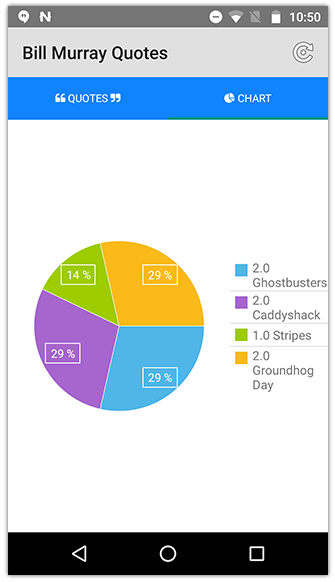 10:50
Bill Murray Quotes
❝ QUOTES ❞
CHART
14 %
29 %
29 %
29 %
2.0
Ghostbusters
2.0
Caddyshack
1.0 Stripes
2.0
Groundhog
Day